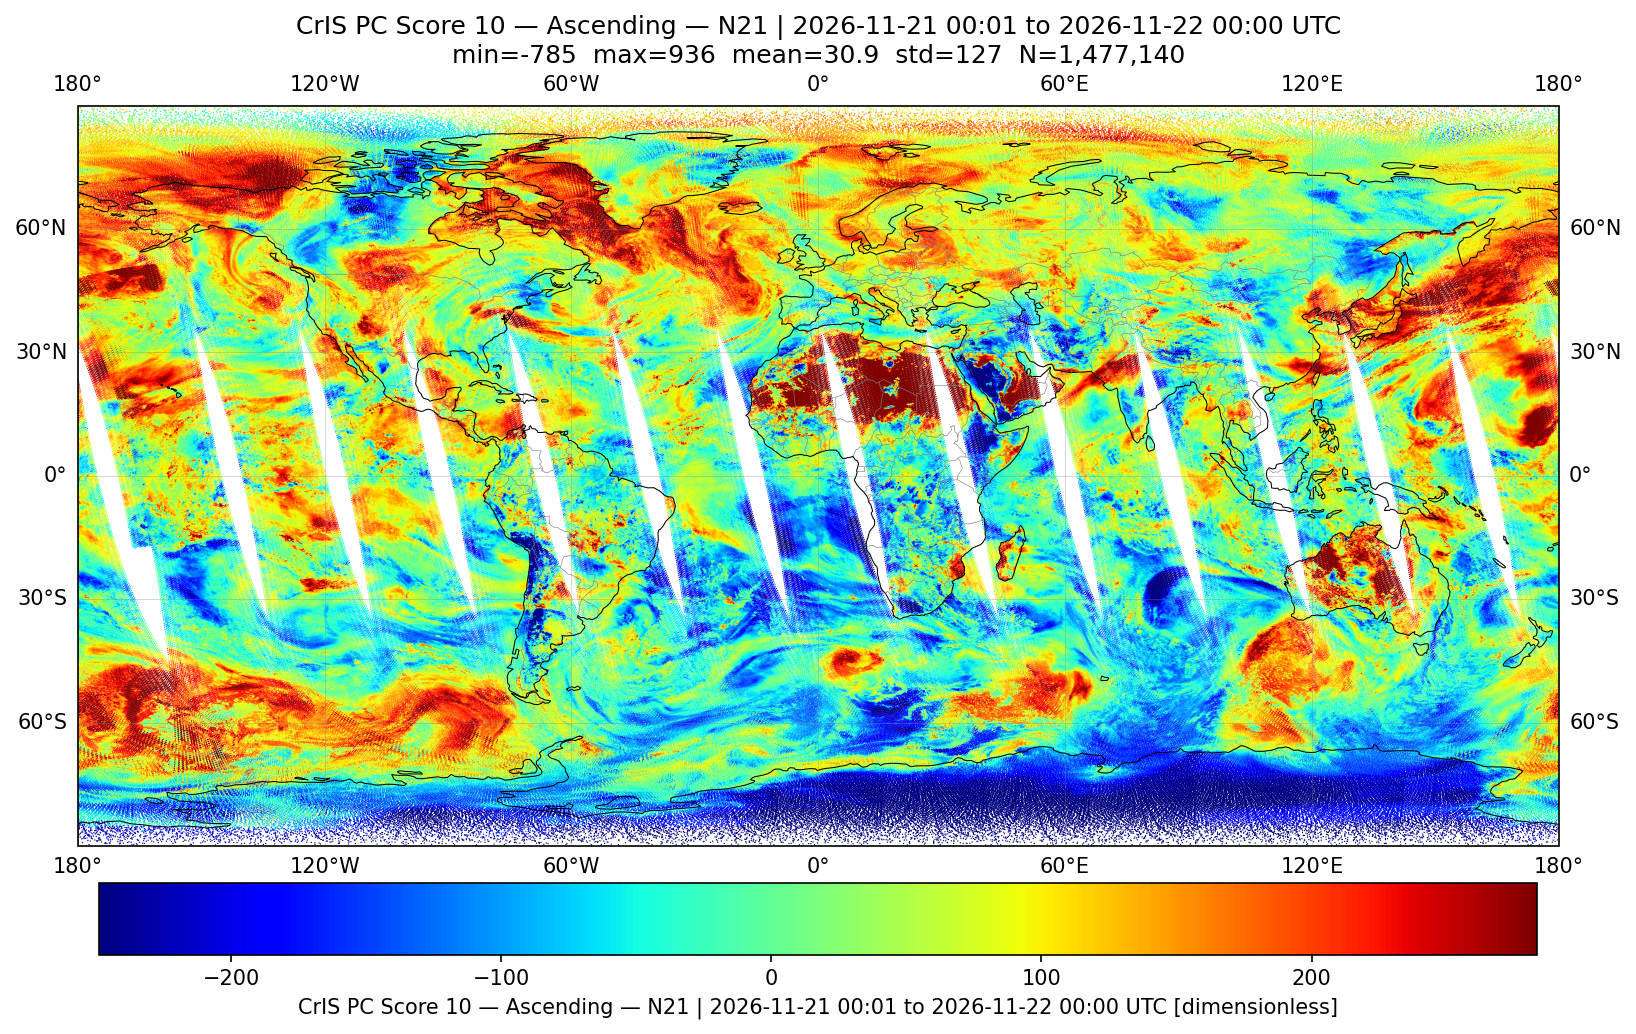 CrIS PC Score 10 — Ascending — N21 | 2026-11-21 00:01 to 2026-11-22 00:00 UTC
min=-785  max=936  mean=30.9  std=127  N=1,477,140
180° 120°W 60°W 0° 60°E 120°E 180°
60°N 60°N
30°N 30°N
0° 0°
30°S 30°S
60°S 60°S
180° 120°W 60°W 0° 60°E 120°E 180°
−200 −100 0 100 200
CrIS PC Score 10 — Ascending — N21 | 2026-11-21 00:01 to 2026-11-22 00:00 UTC [dimensionless]